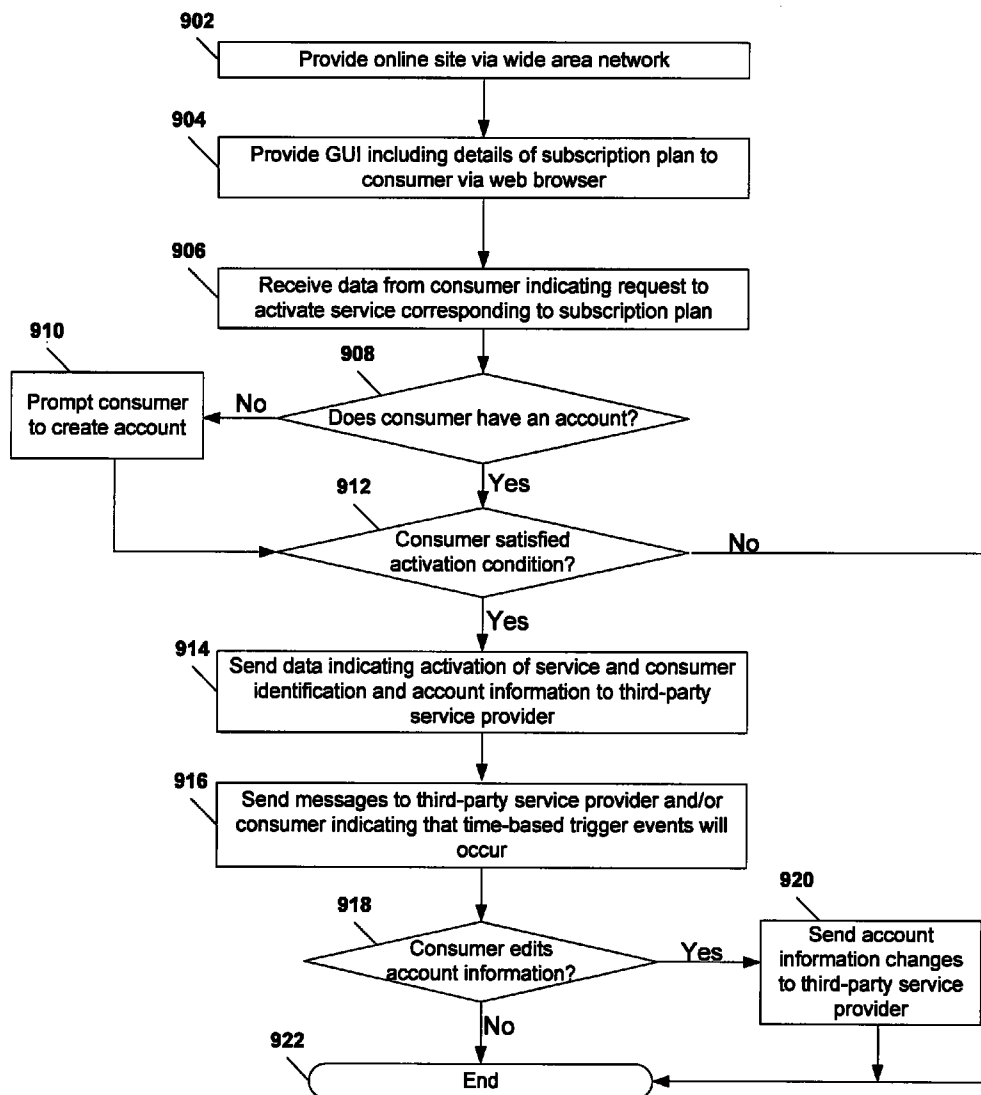 902
Provide online site via wide area network
904
Provide GUI including details of subscription plan to
consumer via web browser
906
Receive data from consumer indicating request to
activate service corresponding to subscription plan
910
908
Prompt consumer
to create account
No
Does consumer have an account?
Yes
912
Consumer satisfied
activation condition?
No
Yes
914
Send data indicating activation of service and consumer
identification and account information to third-party
service provider
916
Send messages to third-party service provider and/or
consumer indicating that time-based trigger events will
occur
918
920
Consumer edits
account information?
Yes
Send account
information changes
to third-party service
provider
No
922
End